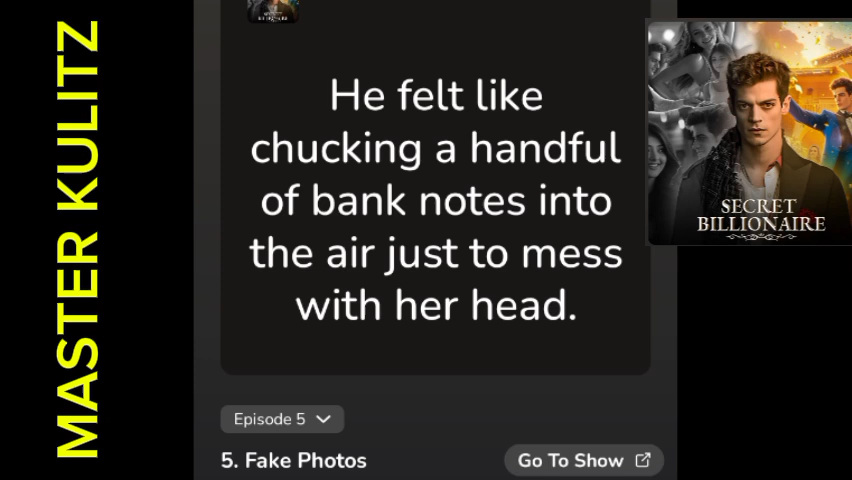 MASTER KULITZ
He felt like
chucking a handful
of bank notes into
the air just to mess
with her head.
SECRET
BILLIONAIRE
Episode 5
5. Fake Photos
Go To Show